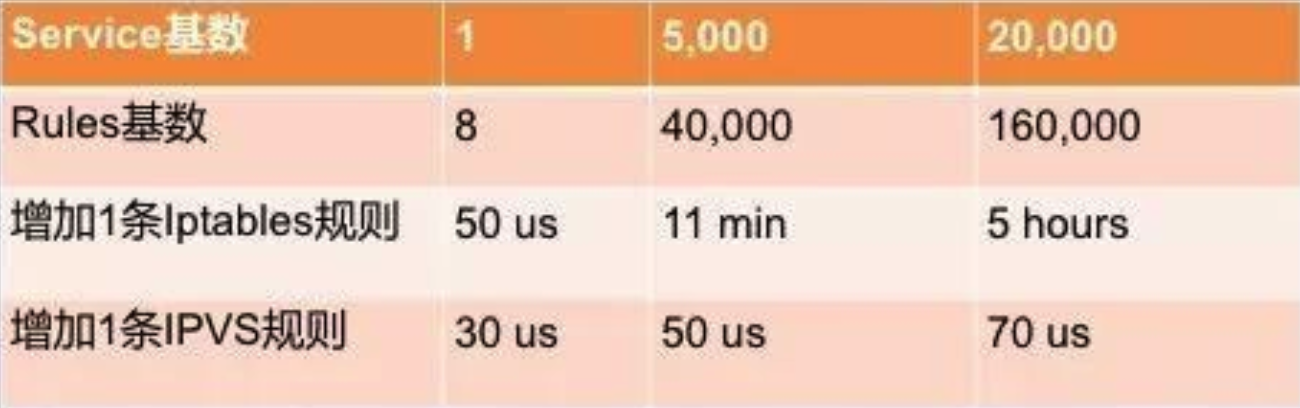 Service基数 1 5,000 20,000
Rules基数 8 40,000 160,000
增加1条Iptables规则 50 us 11 min 5 hours
增加1条IPVS规则 30 us 50 us 70 us